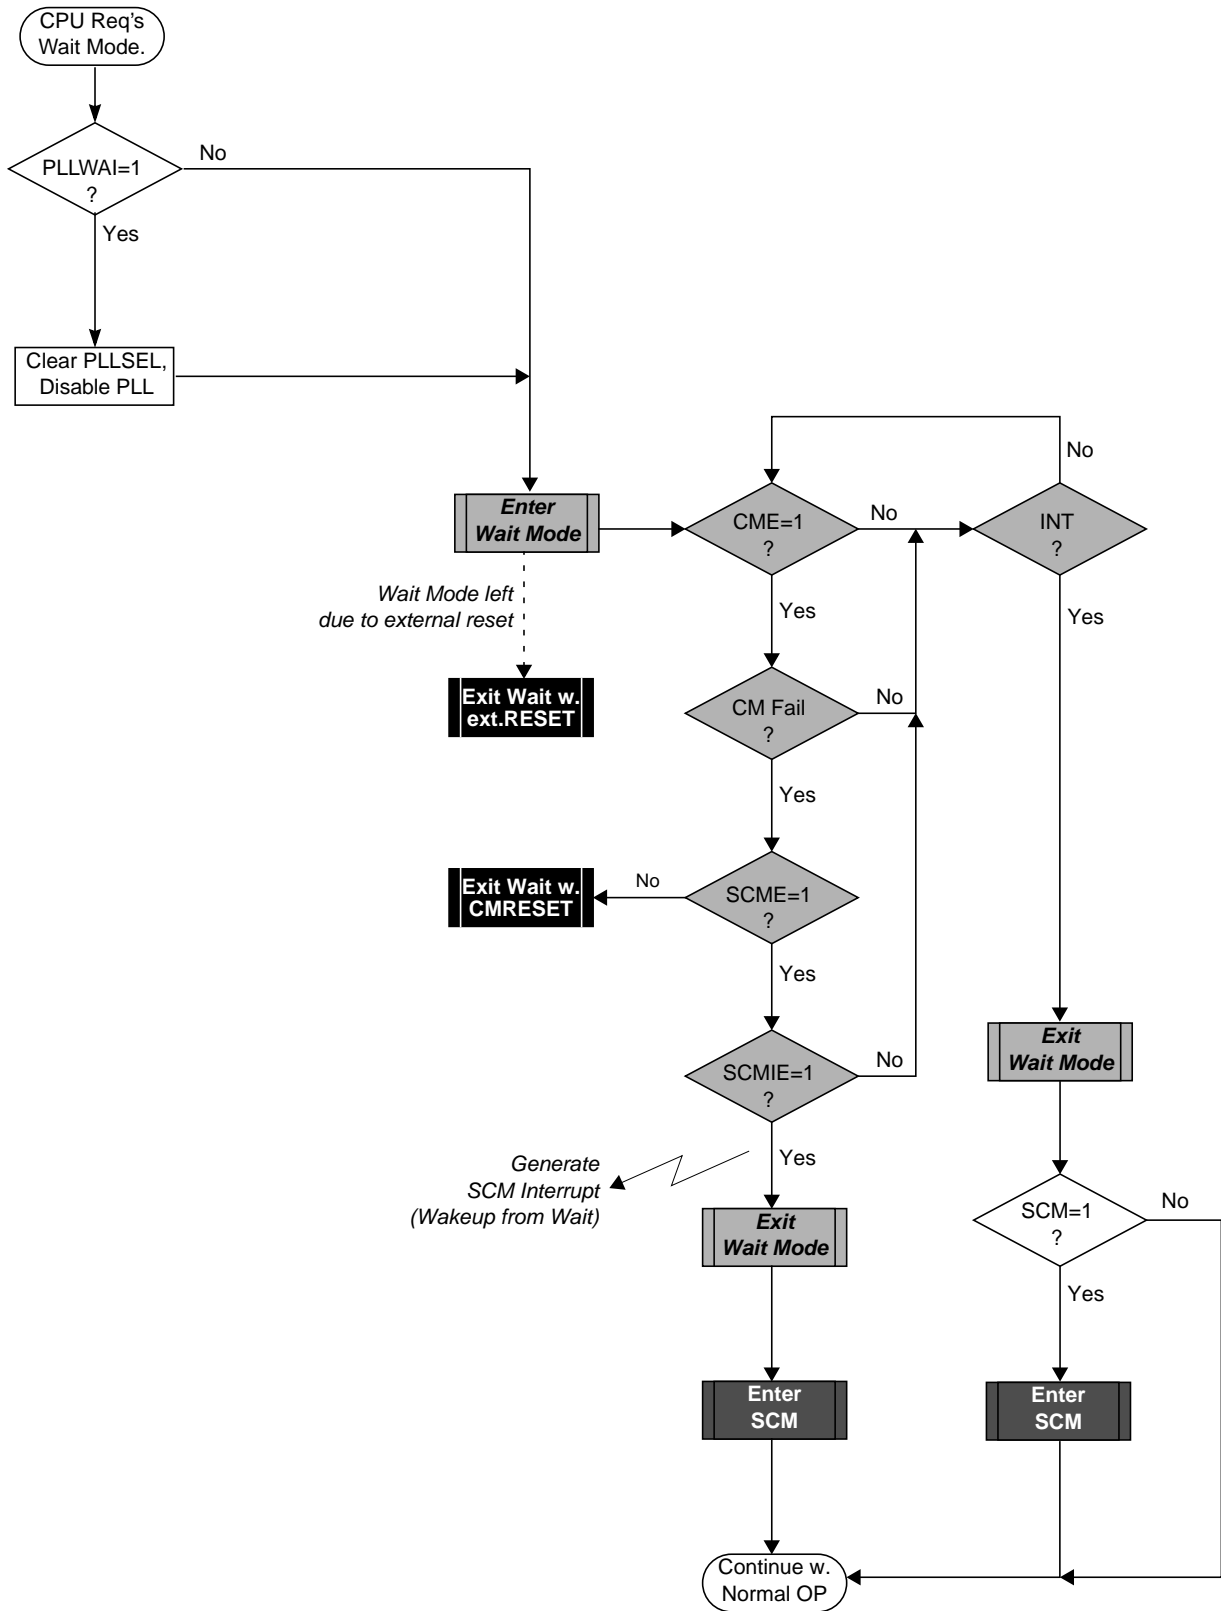 CPU Req's
Wait Mode.
PLLWAI=1
?
No
Yes
Clear PLLSEL,
Disable PLL
No
Enter
Wait Mode
CME=1
?
No
INT
?
Wait Mode left
due to external reset
Yes
Yes
Exit Wait w.
ext.RESET
CM Fail
?
No
Yes
Exit Wait w.
CMRESET
No
SCME=1
?
Yes
SCMIE=1
?
No
Exit
Wait Mode
Generate
SCM Interrupt
(Wakeup from Wait)
Yes
Exit
Wait Mode
SCM=1
?
No
Yes
Enter
SCM
Enter
SCM
Continue w.
Normal OP